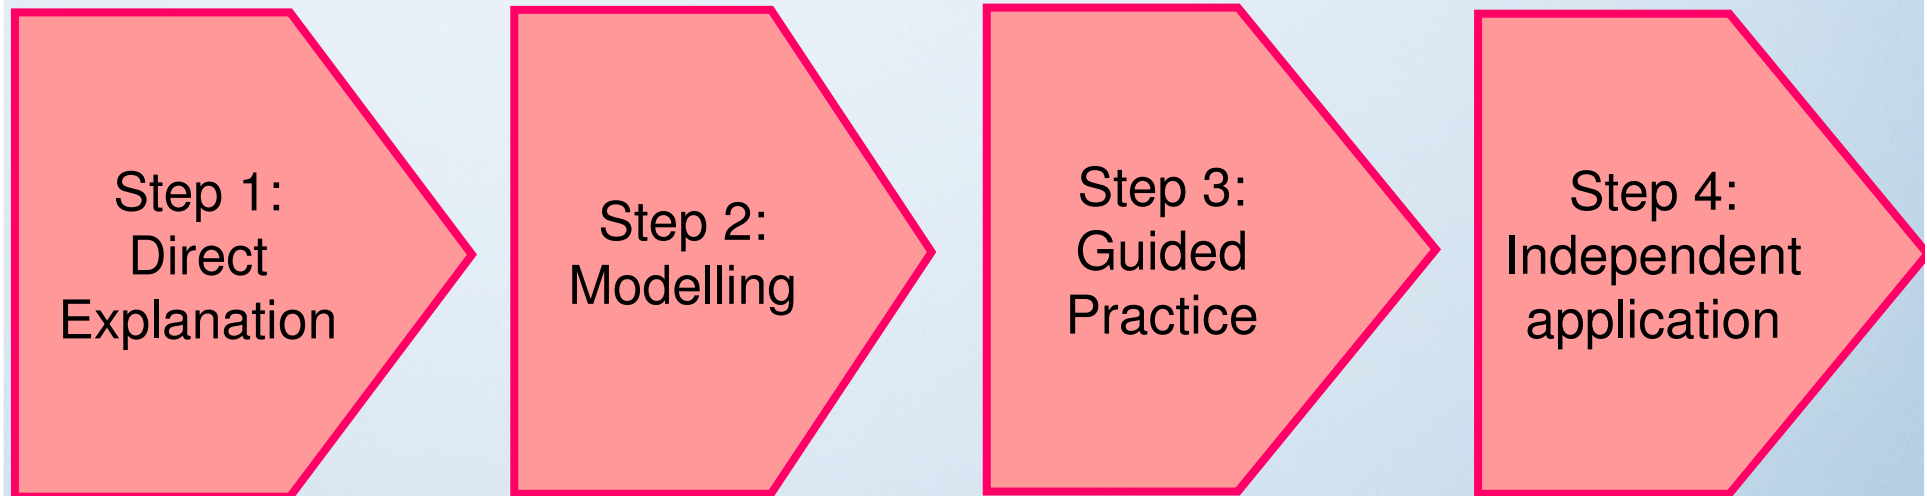 Step 1:
Direct
Explanation
Step 2:
Modelling
Step 3:
Guided
Practice
Step 4:
Independent
application